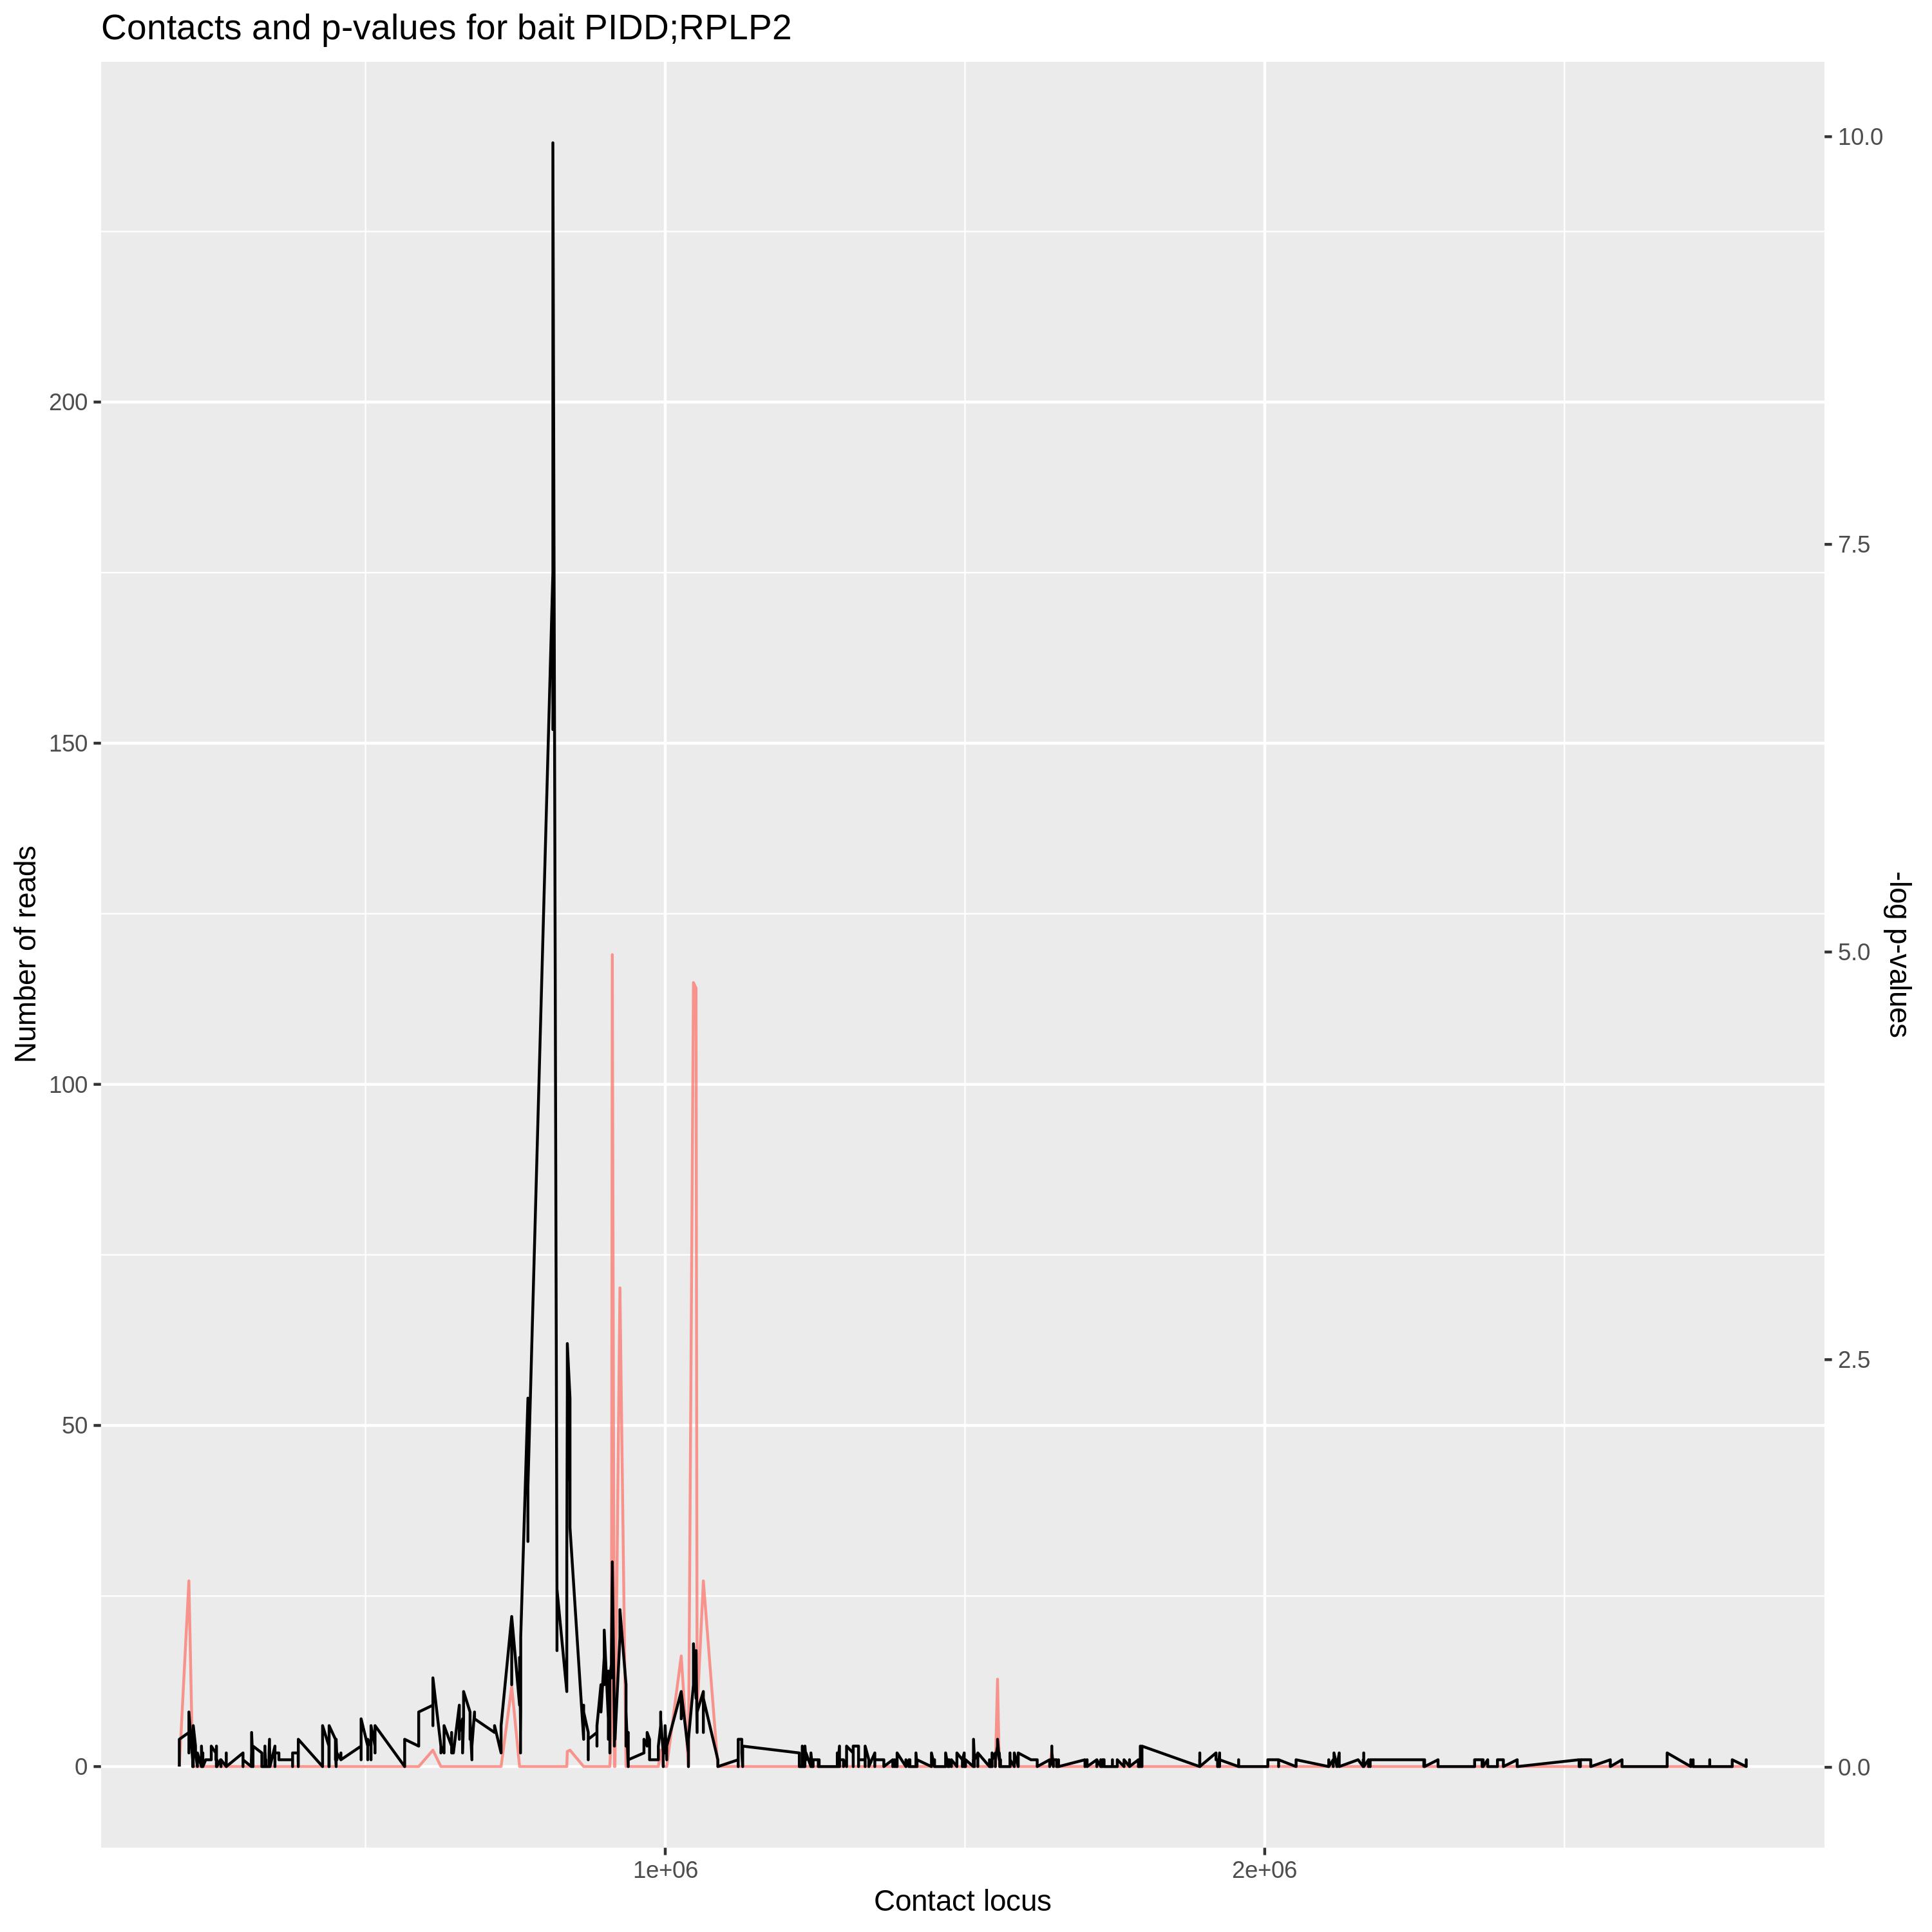 Contacts and p-values for bait PIDD;RPLP2
Number of reads
200
150
100
50
0
10.0
7.5
5.0
2.5
0.0
-log p-values
1e+06
2e+06
Contact locus